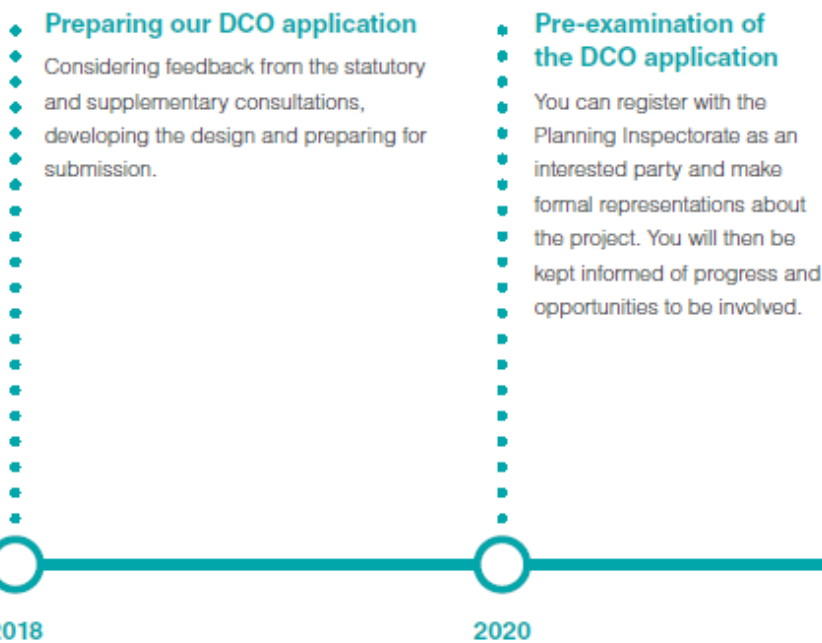 Preparing our DCO application
Considering feedback from the statutory
and supplementary consultations,
developing the design and preparing for
submission.
Pre-examination of
the DCO application
You can register with the
Planning Inspectorate as an
interested party and make
formal representations about
the project. You will then be
kept informed of progress and
opportunities to be involved.
2018
2020